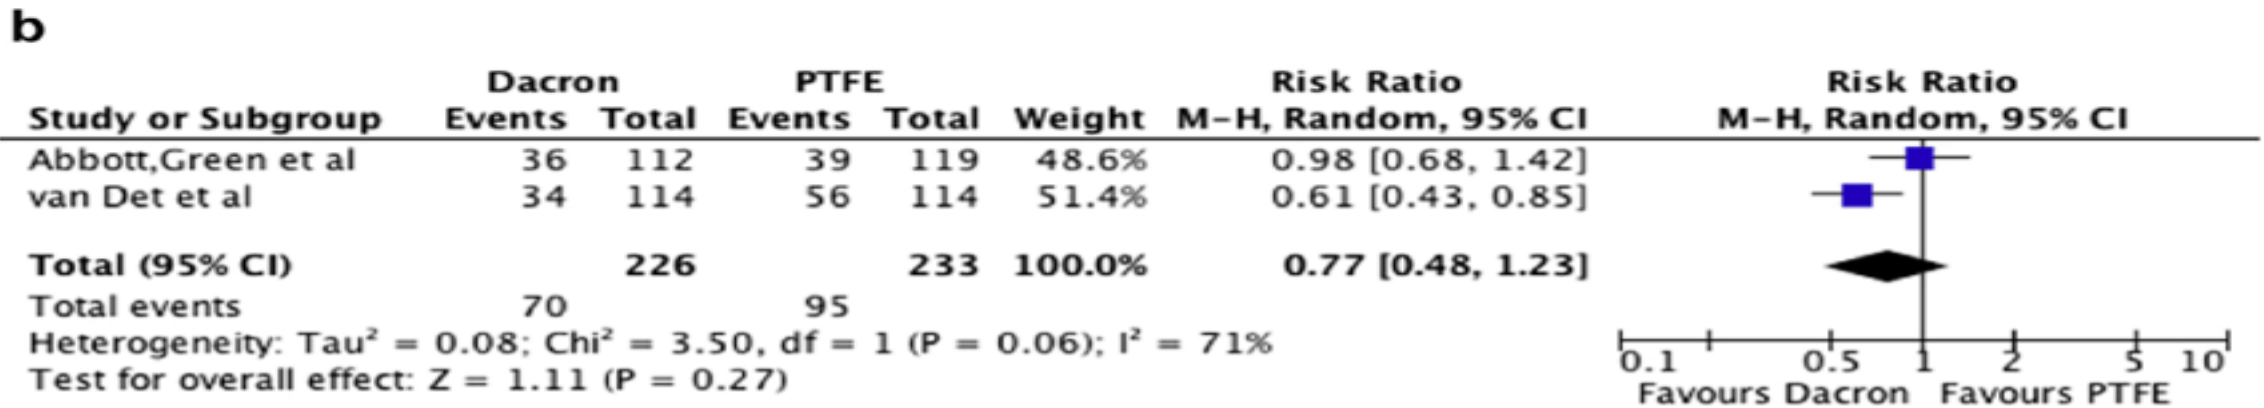 b
Dacron PTFE Risk Ratio Risk Ratio
Study or Subgroup Events Total Events Total Weight M-H, Random, 95% CI M-H, Random, 95% CI
Abbott,Green et al 36 112 39 119 48.6% 0.98 [0.68, 1.42]
van Det et al 34 114 56 114 51.4% 0.61 [0.43, 0.85]
Total (95% CI) 226 233 100.0% 0.77 [0.48, 1.23]
Total events 70 95
Heterogeneity: Tau² = 0.08; Chi² = 3.50, df = 1 (P = 0.06); I² = 71%
Test for overall effect: Z = 1.11 (P = 0.27)
0.1 0.5 1 2 5 10
Favours Dacron Favours PTFE